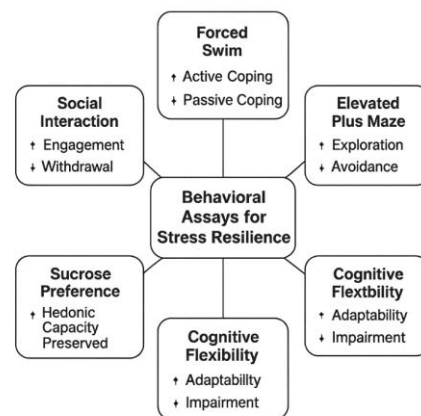 Forced
Swim
↑ Active Coping
↓ Passive Coping
Social
Interaction
↑ Engagement
↓ Withdrawal
Elevated
Plus Maze
↑ Exploration
↓ Avoidance
Behavioral
Assays for
Stress Resilience
Sucrose
Preference
↑ Hedonic
Capacity
Preserved
Cognitive
Flextbility
↑ Adaptability
↓ Impairment
Cognitive
Flexibility
↑ Adaptabillty
↓ Impairment